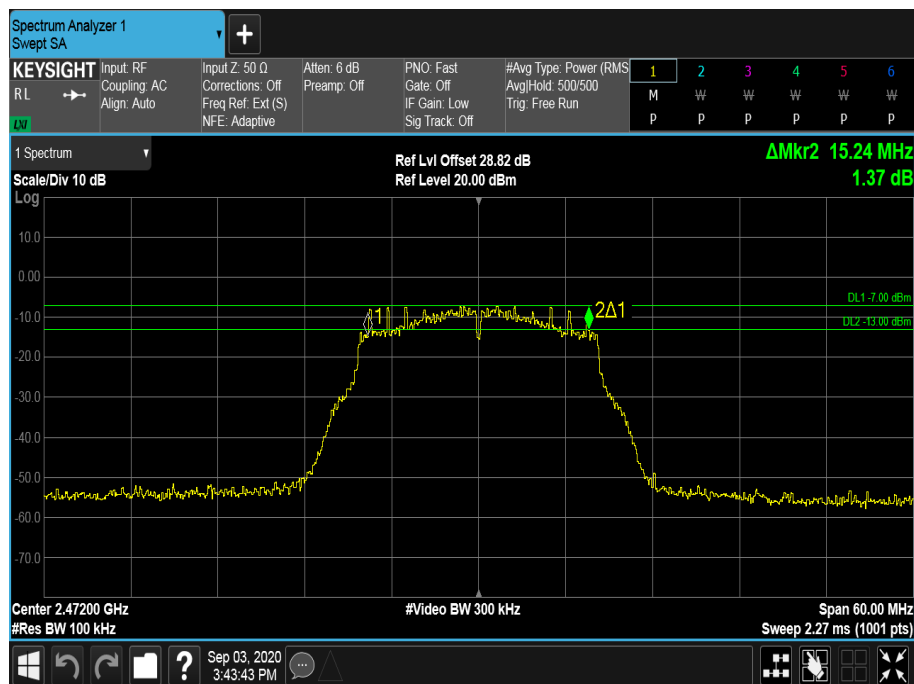 Spectrum Analyzer 1
Swept SA
KEYSIGHT
RL
LXI
Input: RF
Coupling: AC
Align: Auto
Input Z: 50 Ω
Corrections: Off
Freq Ref: Ext (S)
NFE: Adaptive
Atten: 6 dB
Preamp: Off
PNO: Fast
Gate: Off
IF Gain: Low
Sig Track: Off
#Avg Type: Power (RMS
Avg|Hold: 500/500
Trig: Free Run
1 2 3 4 5 6
M W W W W W
P P P P P P
1 Spectrum
Scale/Div 10 dB
Ref Lvl Offset 28.82 dB
Ref Level 20.00 dBm
ΔMkr2 15.24 MHz
1.37 dB
Log
10.0
0.00
-10.0
-20.0
-30.0
-40.0
-50.0
-60.0
-70.0
1
2Δ1
DL1 -7.00 dBm
DL2 -13.00 dBm
Center 2.47200 GHz
#Res BW 100 kHz
#Video BW 300 kHz
Span 60.00 MHz
Sweep 2.27 ms (1001 pts)
?
Sep 03, 2020
3:43:43 PM